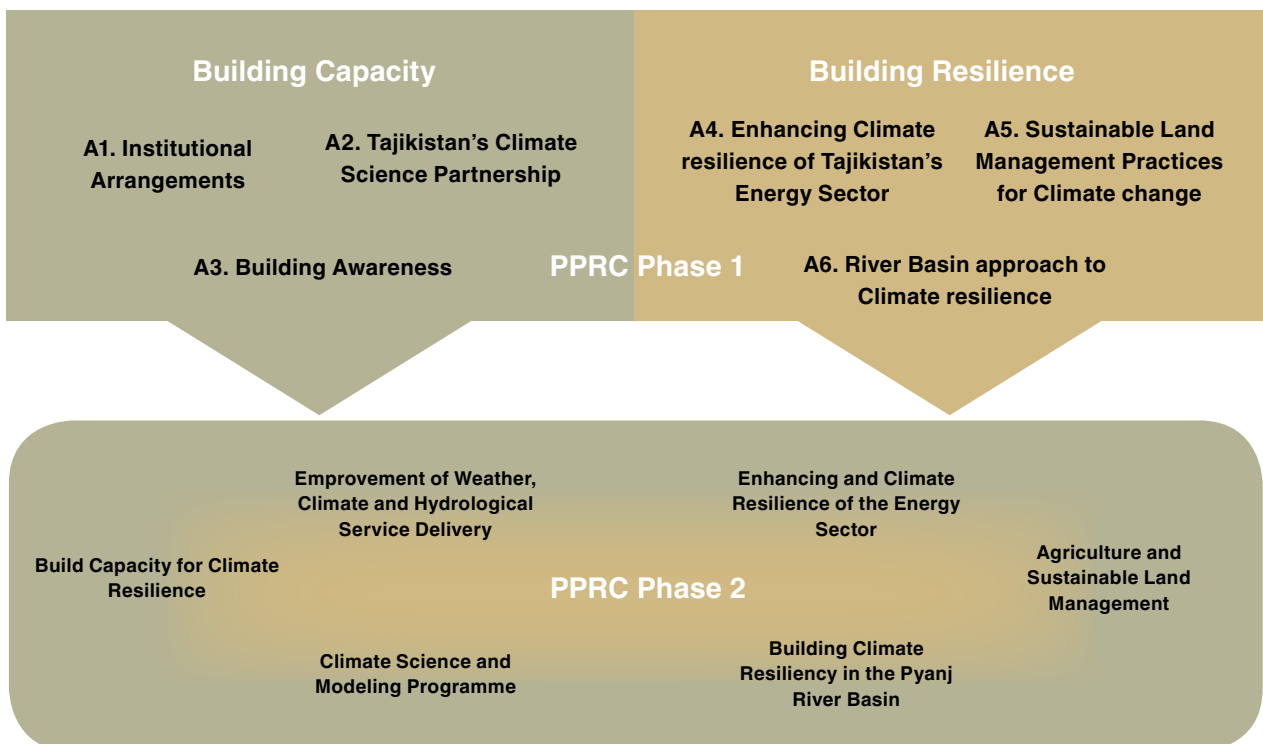 Building Capacity
A1. Institutional
Arrangements
A2. Tajikistan's Climate
Science Partnership
A3. Building Awareness
Building Resilience
A4. Enhancing Climate
resilience of Tajikistan's
Energy Sector
A5. Sustainable Land
Management Practices
for Climate change
PPRC Phase 1
A6. River Basin approach to
Climate resilience
Emprovement of Weather,
Climate and Hydrological
Service Delivery
Enhancing and Climate
Resilience of the Energy
Sector
Build Capacity for Climate
Resilience
PPRC Phase 2
Agriculture and
Sustainable Land
Management
Climate Science and
Modeling Programme
Building Climate
Resiliency in the Pyanj
River Basin